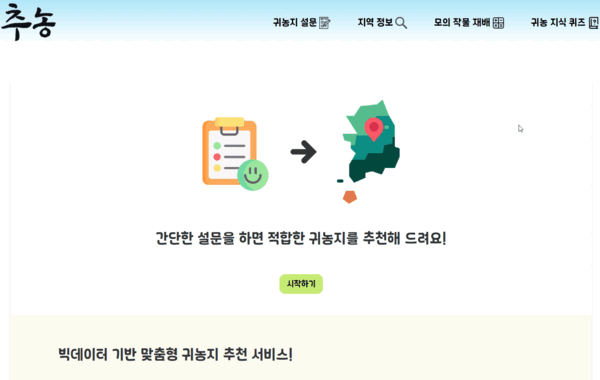 추농
귀농지 설문
지역 정보
모의 작물 재배
귀농 지식 퀴즈
간단한 설문을 하면 적합한 귀농지를 추천해 드려요!
시작하기
빅데이터 기반 맞춤형 귀농지 추천 서비스!